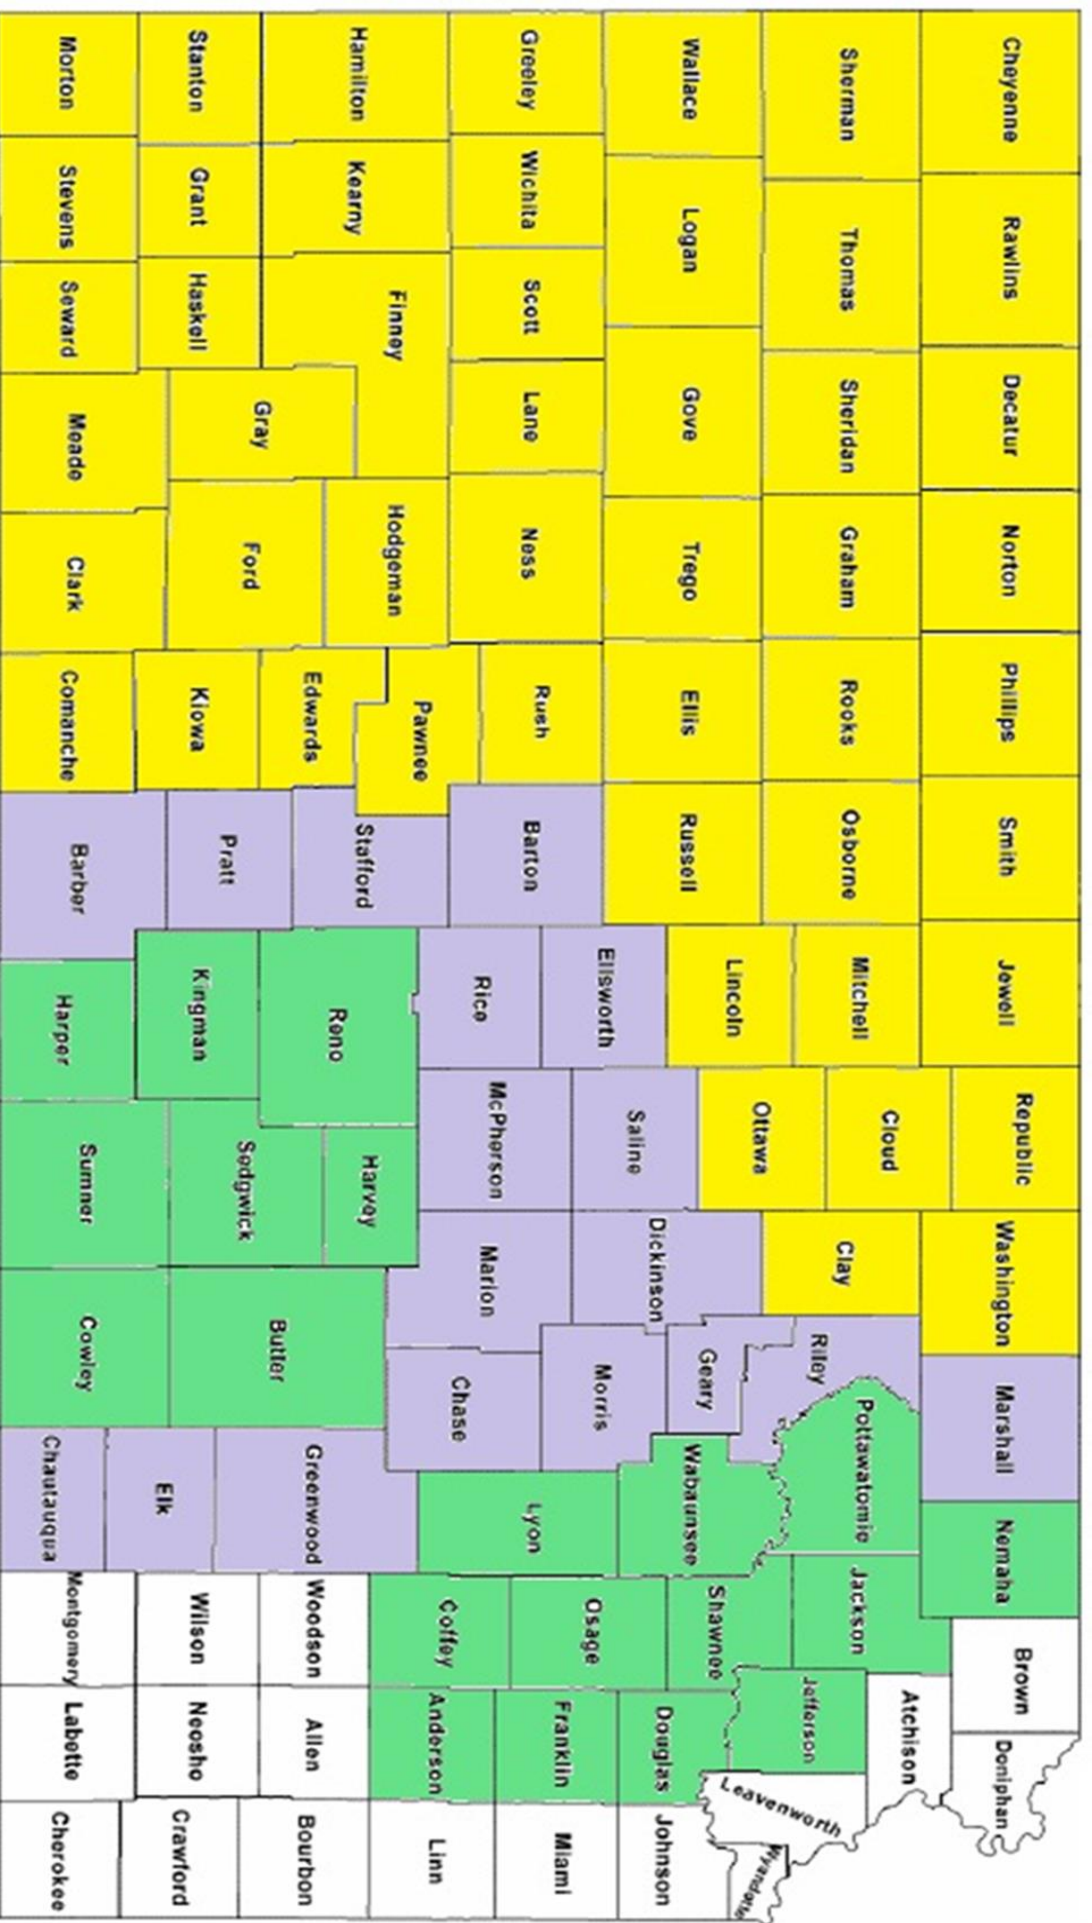 Cheyenne
Rawlins
Decatur
Norton
Phillips
Smith
Jewell
Republic
Washington
Marshall
Nemaha
Brown
Doniphan
Sherman
Thomas
Sheridan
Graham
Rooks
Osborne
Mitchell
Cloud
Clay
Riley
Pottawatomie
Jackson
Atchison
Jefferson
Leavenworth
Wyandotte
Wallace
Logan
Gove
Trego
Ellis
Russell
Lincoln
Ottawa
Ellsworth
Saline
Dickinson
Geary
Morris
Wabaunsee
Shawnee
Osage
Douglas
Johnson
Greeley
Wichita
Scott
Lane
Ness
Rush
Barton
Rice
McPherson
Marion
Chase
Lyon
Coffey
Franklin
Anderson
Miami
Linn
Hamilton
Kearny
Finney
Hodgeman
Pawnee
Edwards
Stafford
Reno
Harvey
Butler
Greenwood
Woodson
Allen
Bourbon
Stanton
Grant
Haskell
Gray
Ford
Kiowa
Pratt
Kingman
Sedgwick
Elk
Wilson
Neosho
Crawford
Morton
Stevens
Seward
Meade
Clark
Comanche
Barber
Harper
Sumner
Cowley
Chautauqua
Montgomery
Labette
Cherokee